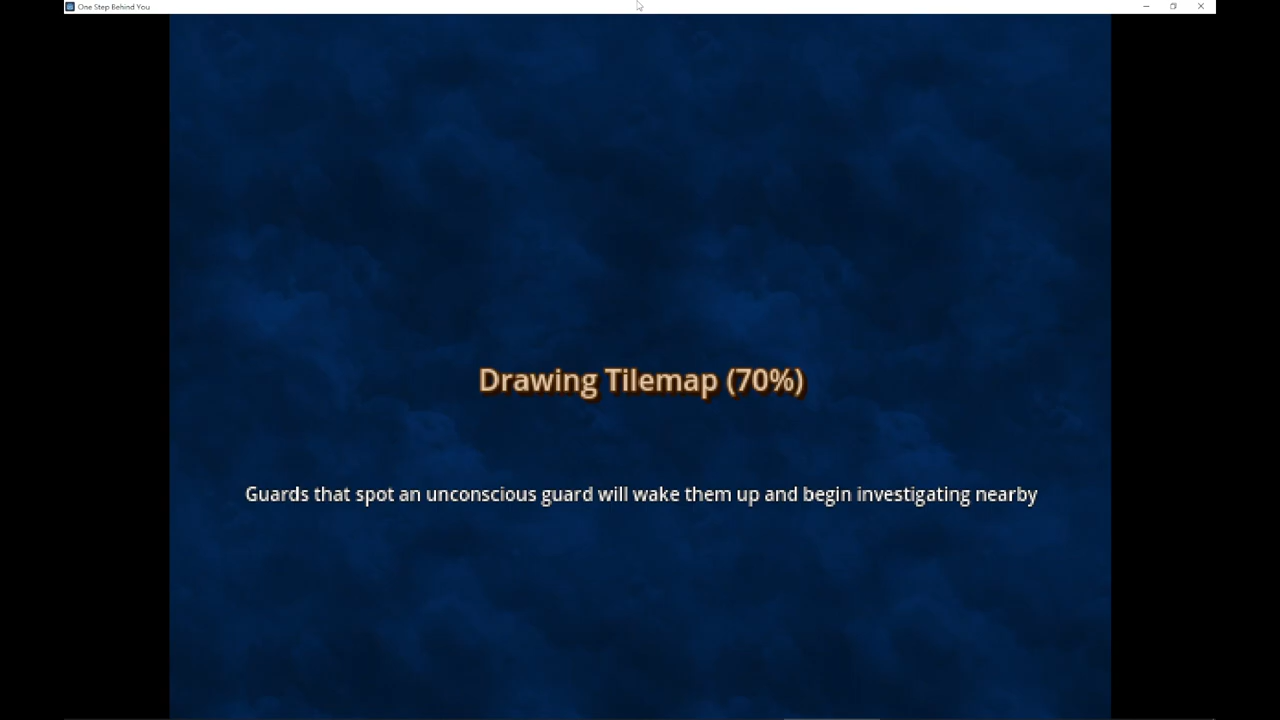 One Step Behind You
Drawing Tilemap (70%)
Guards that spot an unconscious guard will wake them up and begin investigating nearby